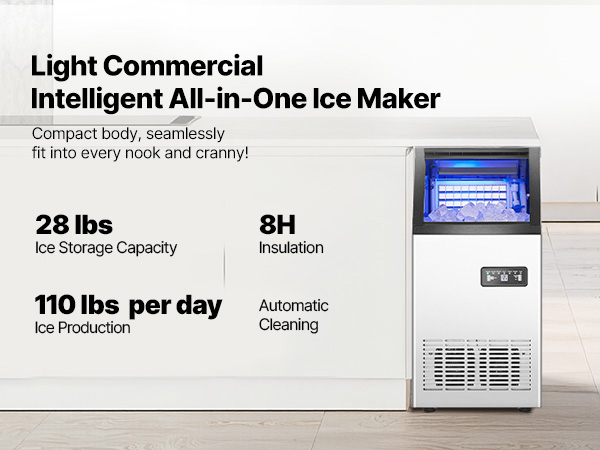 Light Commercial
Intelligent All-in-One Ice Maker
Compact body, seamlessly
fit into every nook and cranny!
28 lbs
Ice Storage Capacity
8H
Insulation
110 lbs per day
Ice Production
Automatic
Cleaning